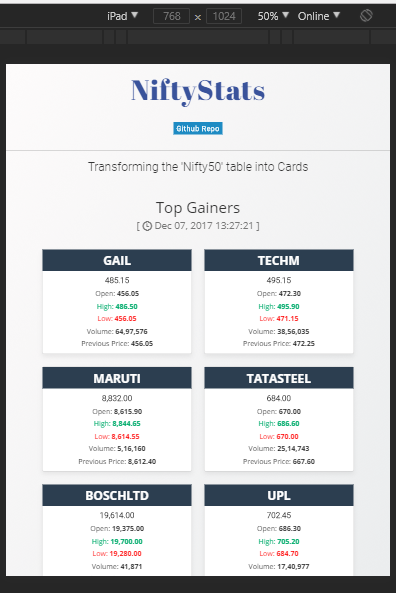 iPad ▼ 768 × 1024 50% ▼ Online ▼
NiftyStats
Github Repo
Transforming the 'Nifty50' table into Cards
Top Gainers
[ Dec 07, 2017 13:27:21 ]
GAIL
485.15
Open: 456.05
High: 486.50
Low: 456.05
Volume: 64,97,576
Previous Price: 456.05
TECHM
495.15
Open: 472.30
High: 495.90
Low: 471.15
Volume: 38,56,035
Previous Price: 472.25
MARUTI
8,832.00
Open: 8,615.90
High: 8,844.65
Low: 8,614.55
Volume: 5,16,160
Previous Price: 8,612.40
TATASTEEL
684.00
Open: 670.00
High: 686.60
Low: 670.00
Volume: 25,14,743
Previous Price: 667.60
BOSCHLTD
19,614.00
Open: 19,375.00
High: 19,700.00
Low: 19,280.00
Volume: 41,871
UPL
702.45
Open: 686.30
High: 705.20
Low: 684.70
Volume: 17,40,977